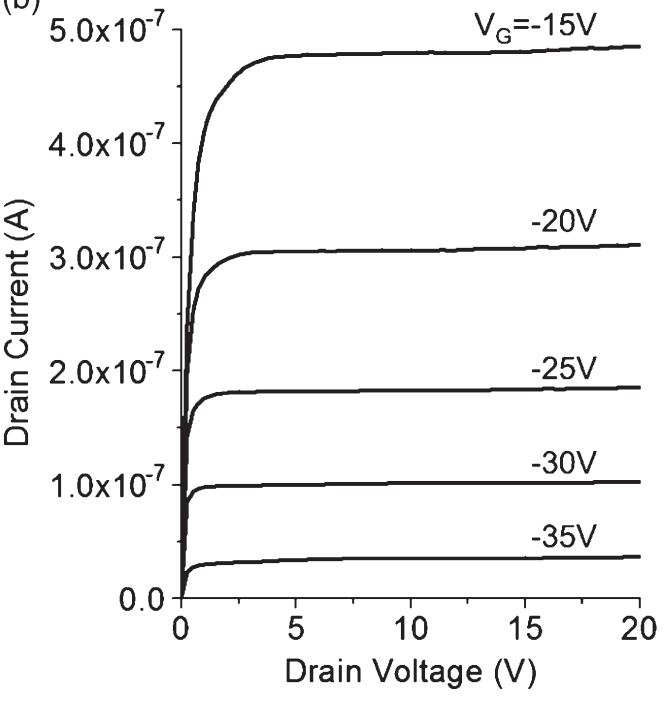 (b)
5.0x10⁻⁷
V_G=-15V
4.0x10⁻⁷
3.0x10⁻⁷
-20V
2.0x10⁻⁷
-25V
1.0x10⁻⁷
-30V
-35V
0.0
0 5 10 15 20
Drain Voltage (V)
Drain Current (A)